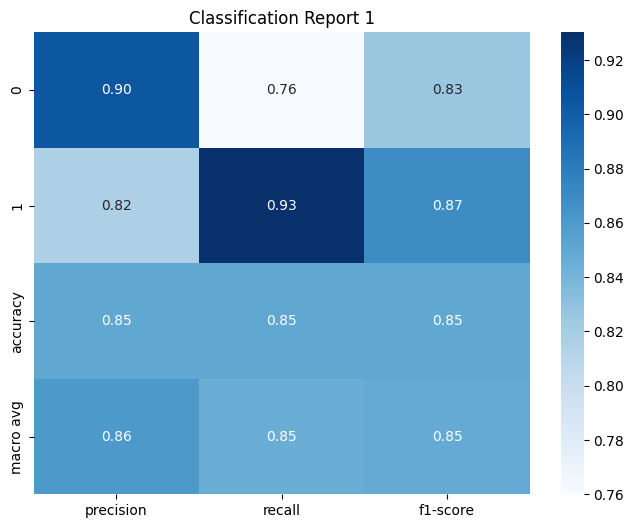 Classification Report 1
0 0.90 0.76 0.83
1 0.82 0.93 0.87
accuracy 0.85 0.85 0.85
macro avg 0.86 0.85 0.85
precision recall f1-score
0.92
0.90
0.88
0.86
0.84
0.82
0.80
0.78
0.76